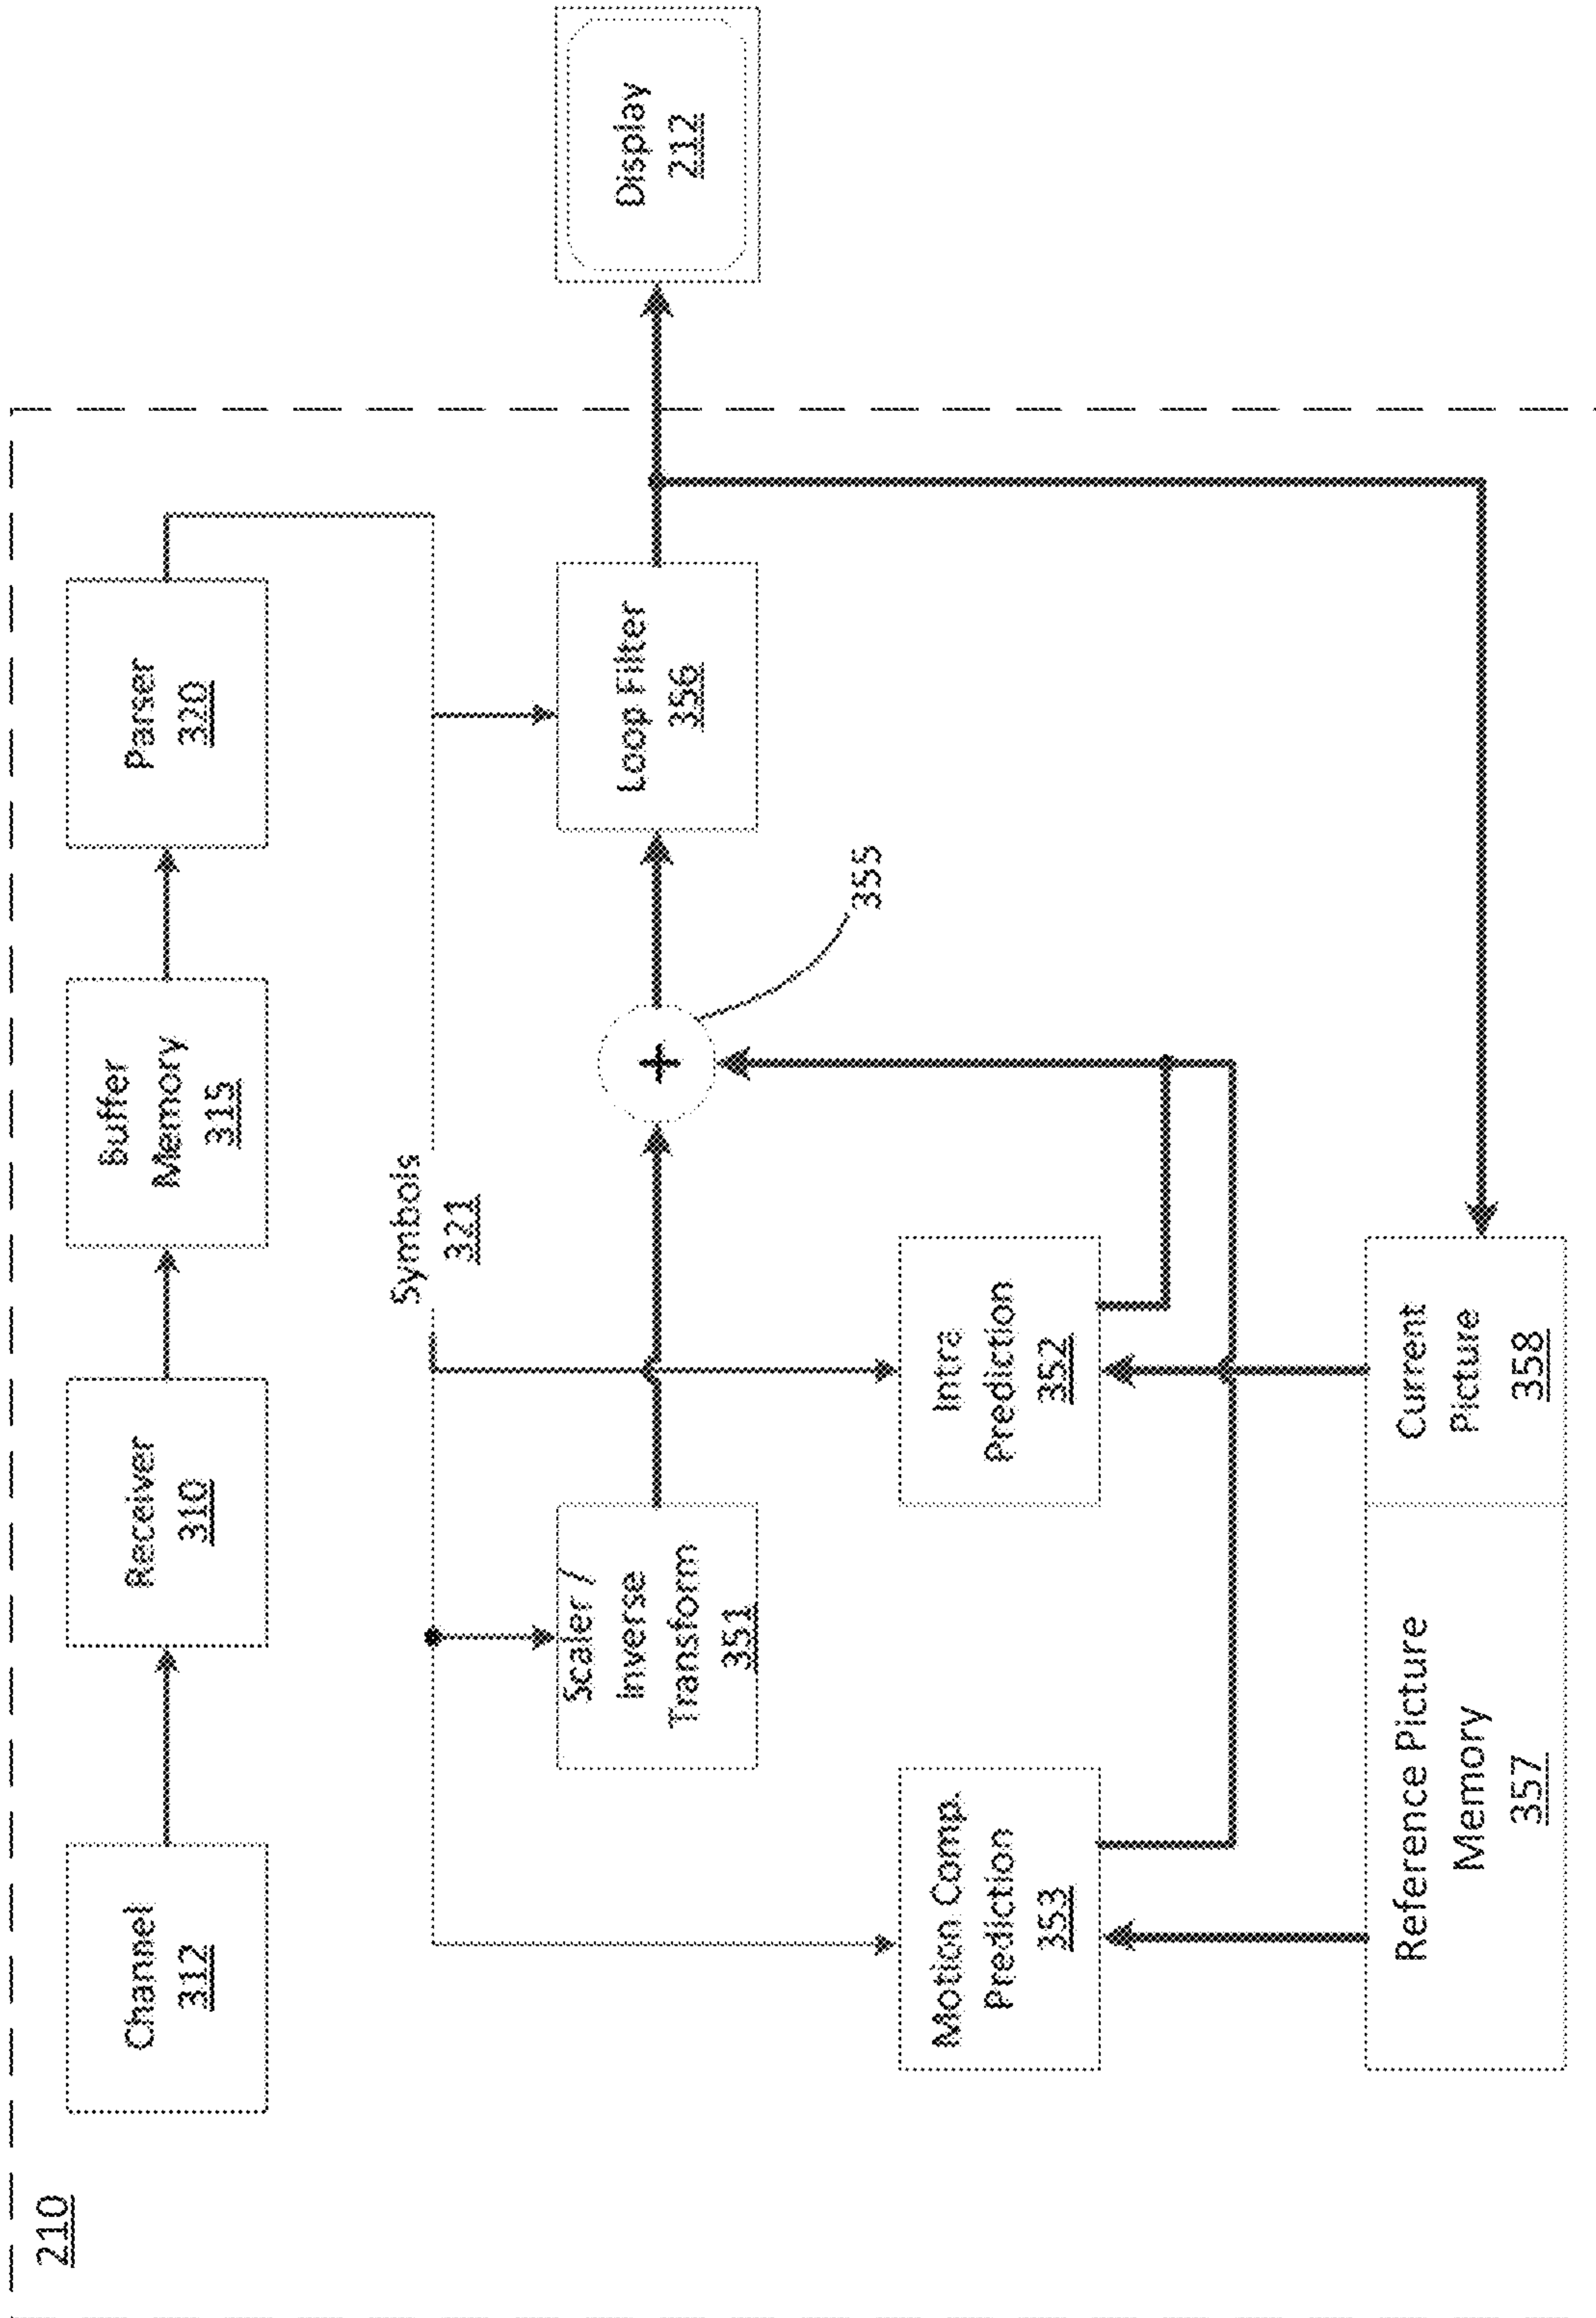 210
Channel
312
Receiver
310
Buffer
Memory
315
Parser
320
Symbols
321
Scaler /
Inverse
Transform
351
+
355
Loop Filter
356
Display
212
Motion Comp.
Prediction
353
Intra
Prediction
352
Reference Picture
Memory
357
Current
Picture
358